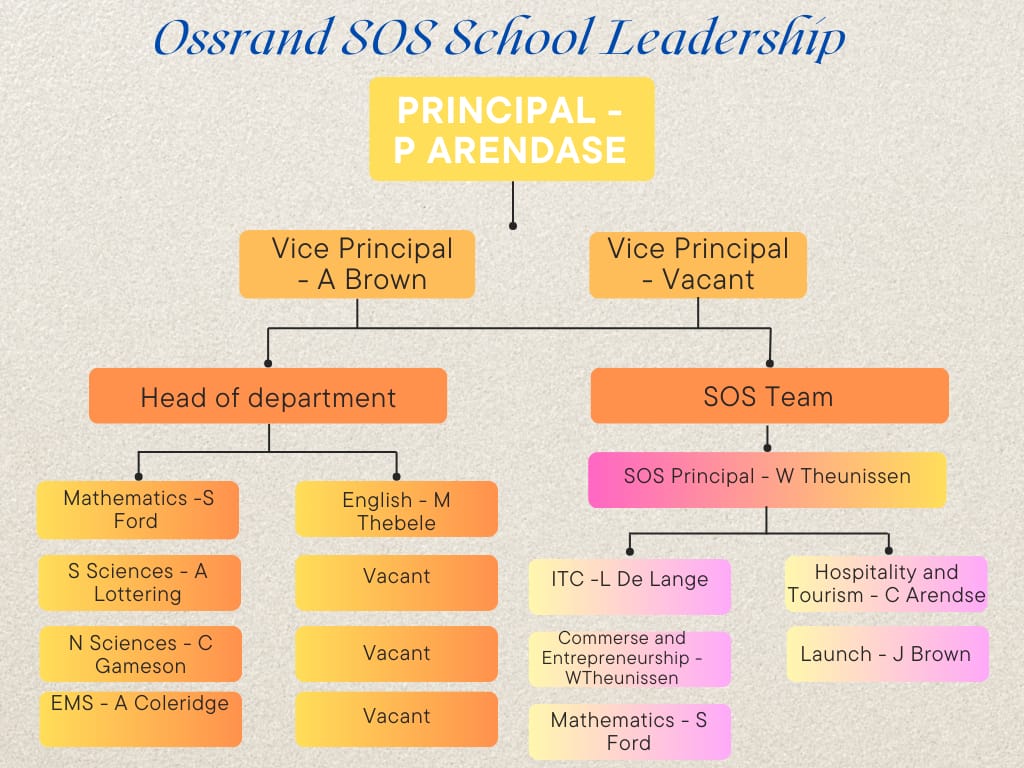 Ossrand SOS School Leadership
PRINCIPAL -
P ARENDASE
Vice Principal
- A Brown
Vice Principal
- Vacant
Head of department
SOS Team
SOS Principal - W Theunissen
Mathematics -S
Ford
English - M
Thebele
S Sciences - A
Lottering
Vacant
N Sciences - C
Gameson
Vacant
EMS - A Coleridge
Vacant
ITC -L De Lange
Hospitality and
Tourism - C Arendse
Commerse and
Entrepreneurship -
WTheunissen
Launch - J Brown
Mathematics - S
Ford